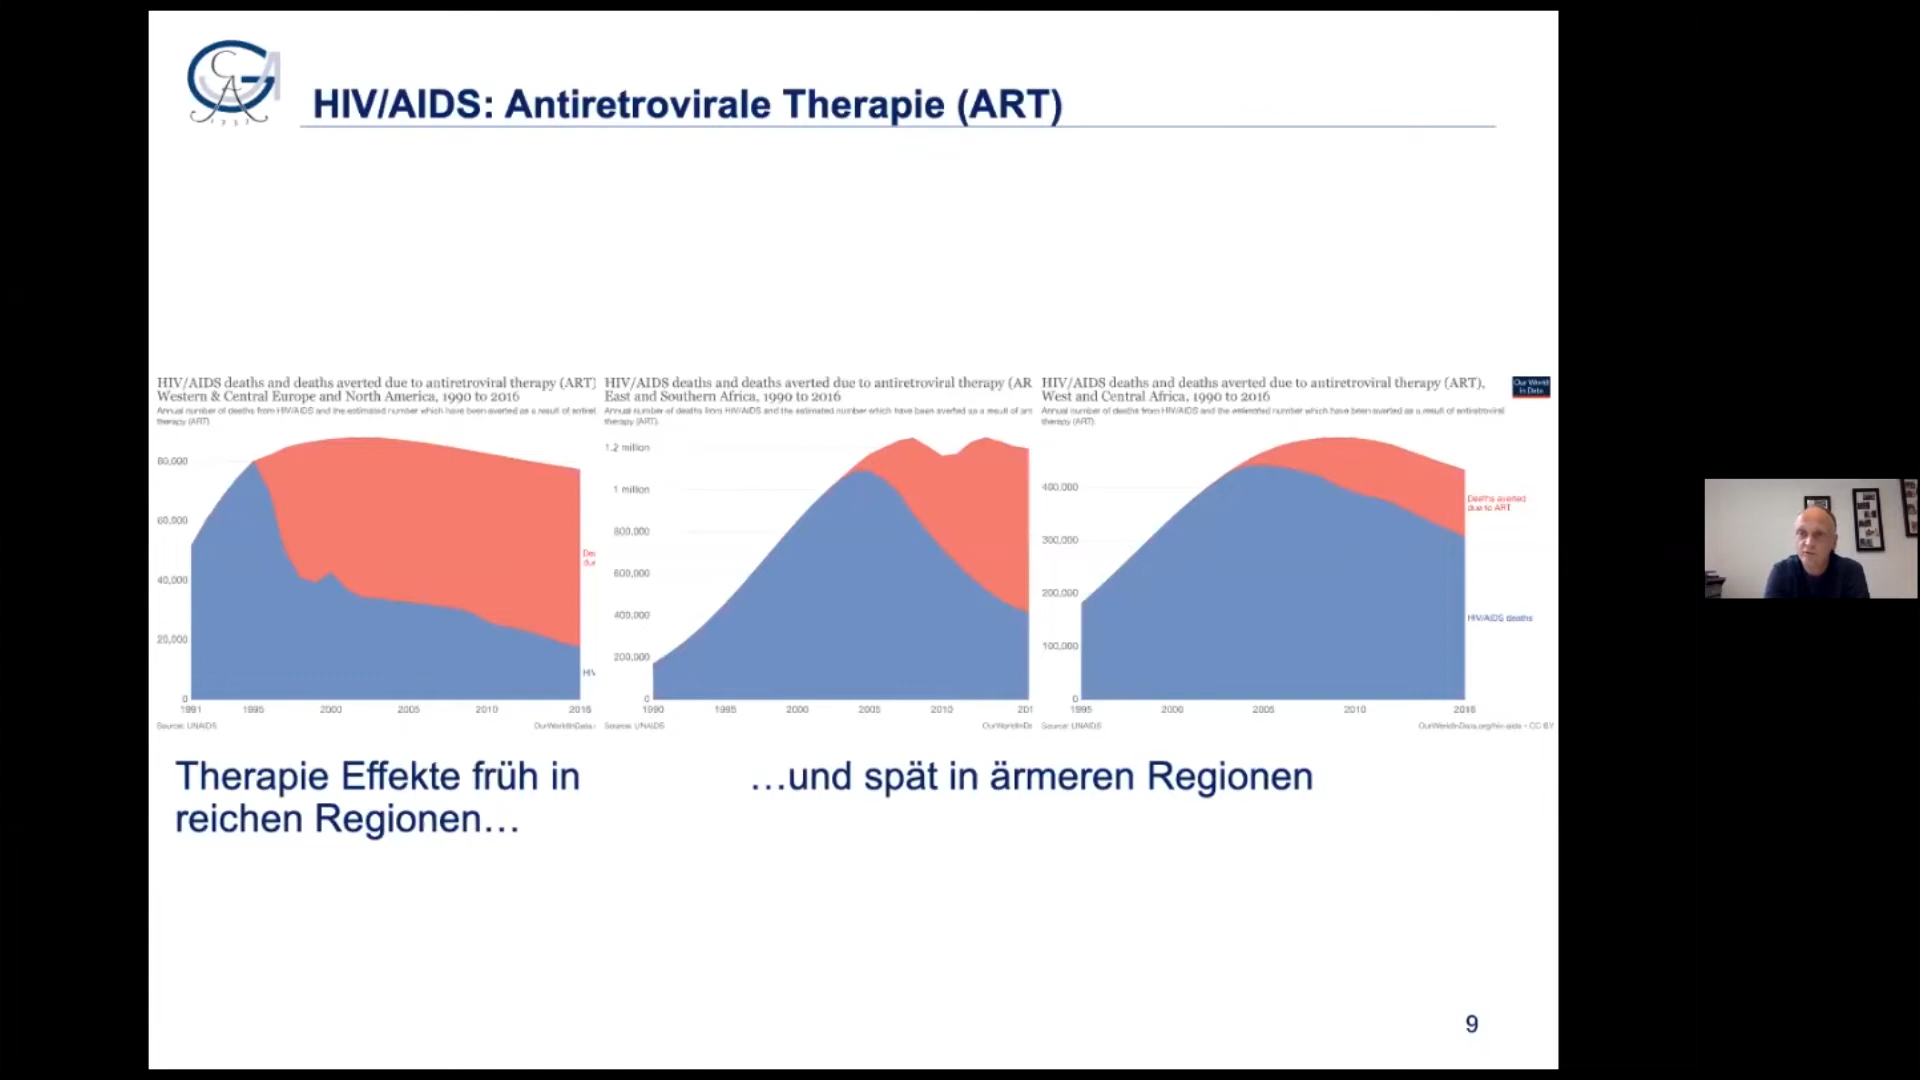 HIV/AIDS: Antiretrovirale Therapie (ART)
HIV/AIDS deaths and deaths averted due to antiretroviral therapy (ART)
Western & Central Europe and North America, 1990 to 2016
Annual number of deaths from HIV/AIDS and the estimated number which have been averted as a result of antiret
therapy (ART)
80,000
60,000
40,000
20,000
0
1991
1995
2000
2005
2010
2016
Source: UNAIDS
OurWorldInData.
HIV/AIDS deaths and deaths averted due to antiretroviral therapy (AR
East and Southern Africa, 1990 to 2016
Annual number of deaths from HIV/AIDS and the estimated number which have been averted as a result of ant
therapy (ART).
1.2 million
1 million
800,000
600,000
400,000
200,000
0
1990
1995
2000
2005
2010
201
Source: UNAIDS
OurWorldInDa
HIV/AIDS deaths and deaths averted due to antiretroviral therapy (ART),
West and Central Africa, 1990 to 2016
Annual number of deaths from HIV/AIDS and the estimated number which have been averted as a result of antiretroviral
therapy (ART).
Our World
in Data
400,000
300,000
200,000
100,000
0
Deaths averted
due to ART
HIV/AIDS deaths
1995
2000
2005
2010
2016
Source: UNAIDS
OurWorldInData.org/hiv-aids • CC BY
Therapie Effekte früh in
reichen Regionen…
…und spät in ärmeren Regionen
9